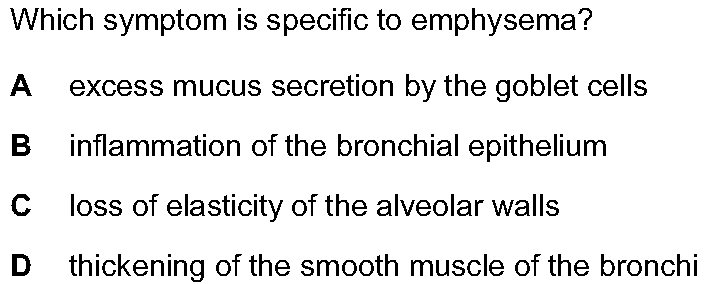 Which symptom is specific to emphysema?
A excess mucus secretion by the goblet cells
B inflammation of the bronchial epithelium
C loss of elasticity of the alveolar walls
D thickening of the smooth muscle of the bronchi